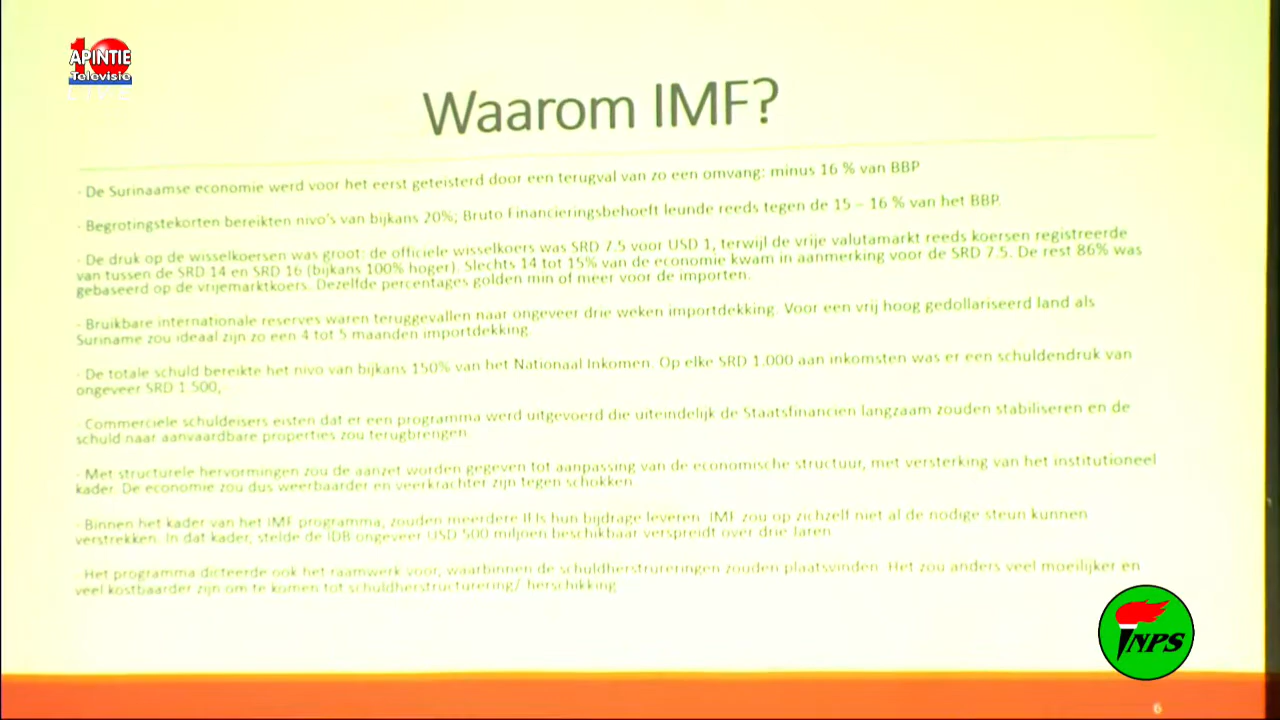 10
APINTIE
Televisie
LIVE
Waarom IMF?
- De Surinaamse economie werd voor het eerst geteisterd door een terugval van zo een omvang: minus 16 % van BBP
- Begrotingstekorten bereikten nivo's van bijkans 20%; Bruto Financieringsbehoeft leunde reeds tegen de 15 – 16 % van het BBP.
- De druk op de wisselkoersen was groot: de officiele wisselkoers was SRD 7.5 voor USD 1, terwijl de vrije valutamarkt reeds koersen registreerde
van tussen de SRD 14 en SRD 16 (bijkans 100% hoger). Slechts 14 tot 15% van de economie kwam in aanmerking voor de SRD 7.5. De rest 86% was
gebaseerd op de vrijemarktkoers. Dezelfde percentages golden min of meer voor de importen.
- Bruikbare internationale reserves waren teruggevallen naar ongeveer drie weken importdekking. Voor een vrij hoog gedollariseerd land als
Suriname zou ideaal zijn zo een 4 tot 5 maanden importdekking.
- De totale schuld bereikte het nivo van bijkans 150% van het Nationaal Inkomen. Op elke SRD 1.000 aan inkomsten was er een schuldendruk van
ongeveer SRD 1.500,
- Commerciele schuldeisers eisten dat er een programma werd uitgevoerd die uiteindelijk de Staatsfinancien langzaam zouden stabiliseren en de
schuld naar aanvaardbare properties zou terugbrengen.
- Met structurele hervormingen zou de aanzet worden gegeven tot aanpassing van de economische structuur, met versterking van het institutioneel
kader. De economie zou dus weerbaarder en veerkrachter zijn tegen schokken
- Binnen het kader van het IMF programma, zouden meerdere IFIs hun bijdrage leveren. IMF zou op zichzelf niet al de nodige steun kunnen
verstrekken. In dat kader, stelde de IDB ongeveer USD 500 miljoen beschikbaar verspreidt over drie Jaren
- Het programma dicteerde ook het raamwerk voor, waarbinnen de schuldherstrureringen zouden plaatsvinden. Het zou anders veel moeilijker en
veel kostbaarder zijn om te komen tot schuldherstructurering/ herschikking
NPS
6